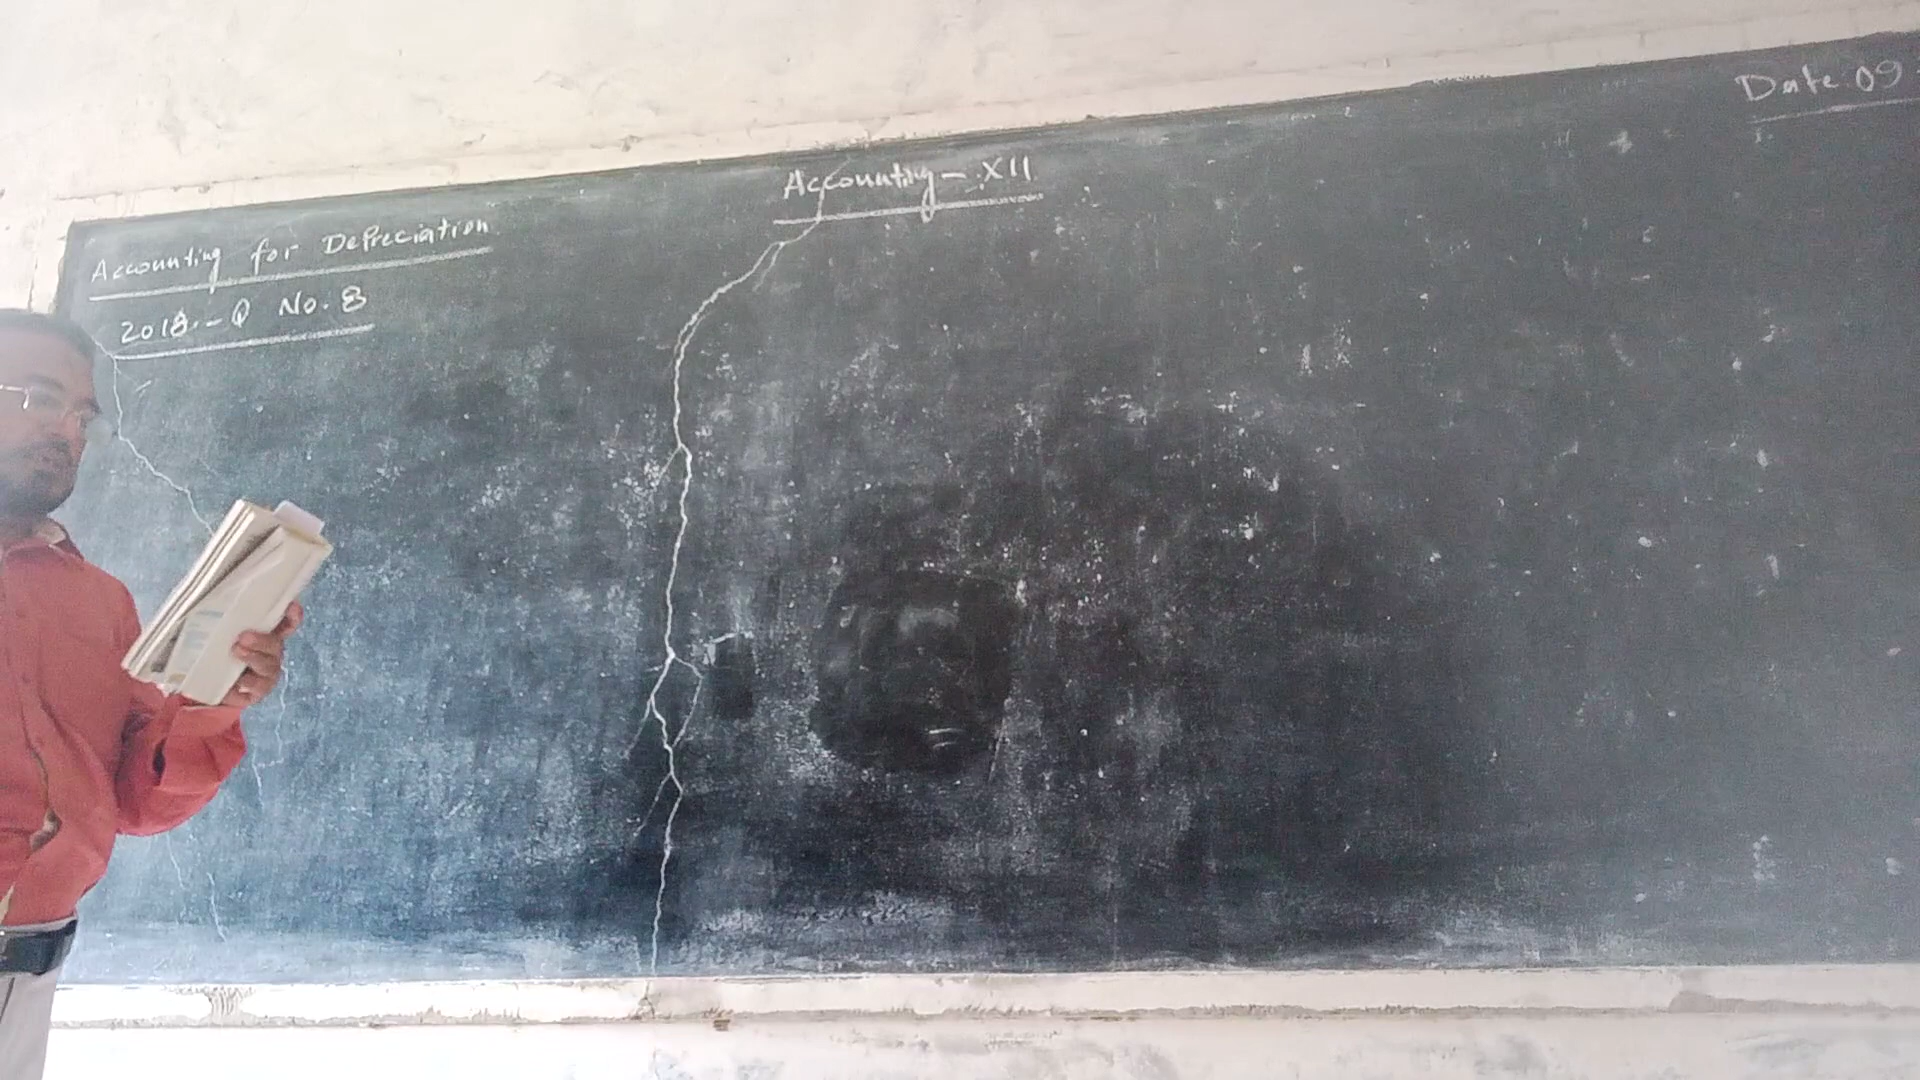 Date: 09
Accounting - XII
Accounting for Depreciation
2018 - Q No. 8